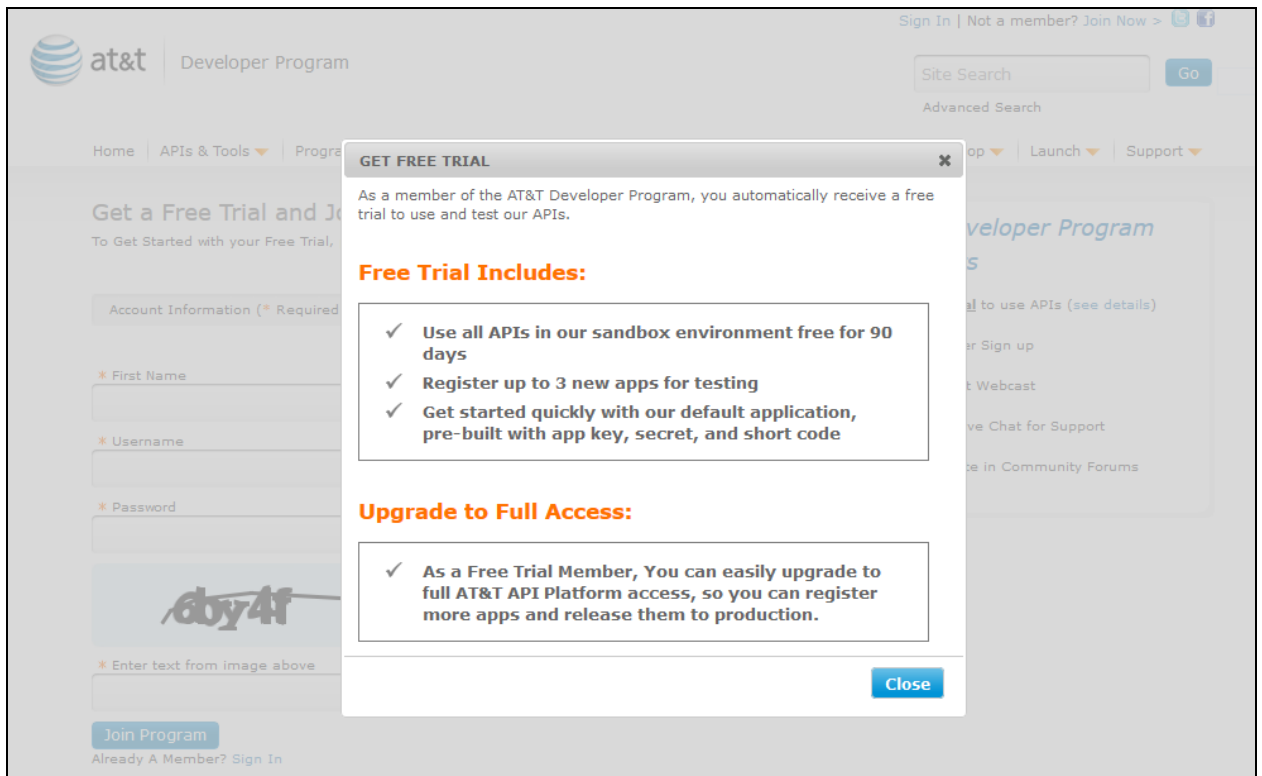 Sign In | Not a member? Join Now >
at&t Developer Program
Site Search Go
Advanced Search
Home APIs & Tools Progra op Launch Support
GET FREE TRIAL
As a member of the AT&T Developer Program, you automatically receive a free
trial to use and test our APIs.
Free Trial Includes:
Use all APIs in our sandbox environment free for 90
days
Register up to 3 new apps for testing
Get started quickly with our default application,
pre-built with app key, secret, and short code
Upgrade to Full Access:
As a Free Trial Member, You can easily upgrade to
full AT&T API Platform access, so you can register
more apps and release them to production.
Close
Get a Free Trial and Jo
To Get Started with your Free Trial,
Account Information (* Required
* First Name
* Username
* Password
* Enter text from image above
Join Program
Already A Member? Sign In
veloper Program
s
al to use APIs (see details)
er Sign up
t Webcast
ve Chat for Support
te in Community Forums